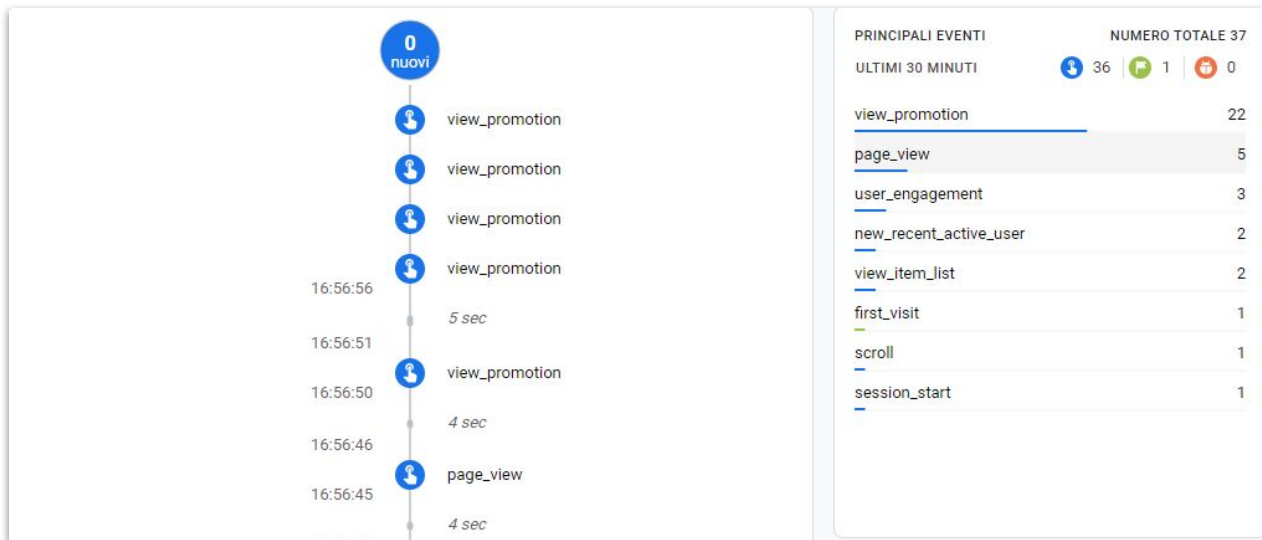 0
nuovi
view_promotion
view_promotion
view_promotion
view_promotion
16:56:56
5 sec
16:56:51
view_promotion
16:56:50
4 sec
16:56:46
page_view
16:56:45
4 sec
PRINCIPALI EVENTI NUMERO TOTALE 37
ULTIMI 30 MINUTI 36 1 0
view_promotion 22
page_view 5
user_engagement 3
new_recent_active_user 2
view_item_list 2
first_visit 1
scroll 1
session_start 1